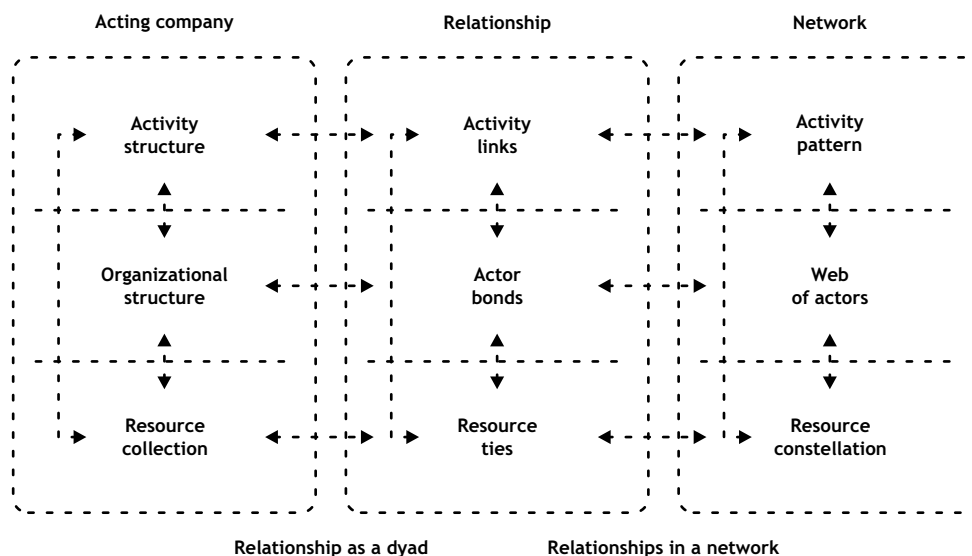 Acting company
Relationship
Network
Activity
structure
Activity
links
Activity
pattern
Organizational
structure
Actor
bonds
Web
of actors
Resource
collection
Resource
ties
Resource
constellation
Relationship as a dyad
Relationships in a network